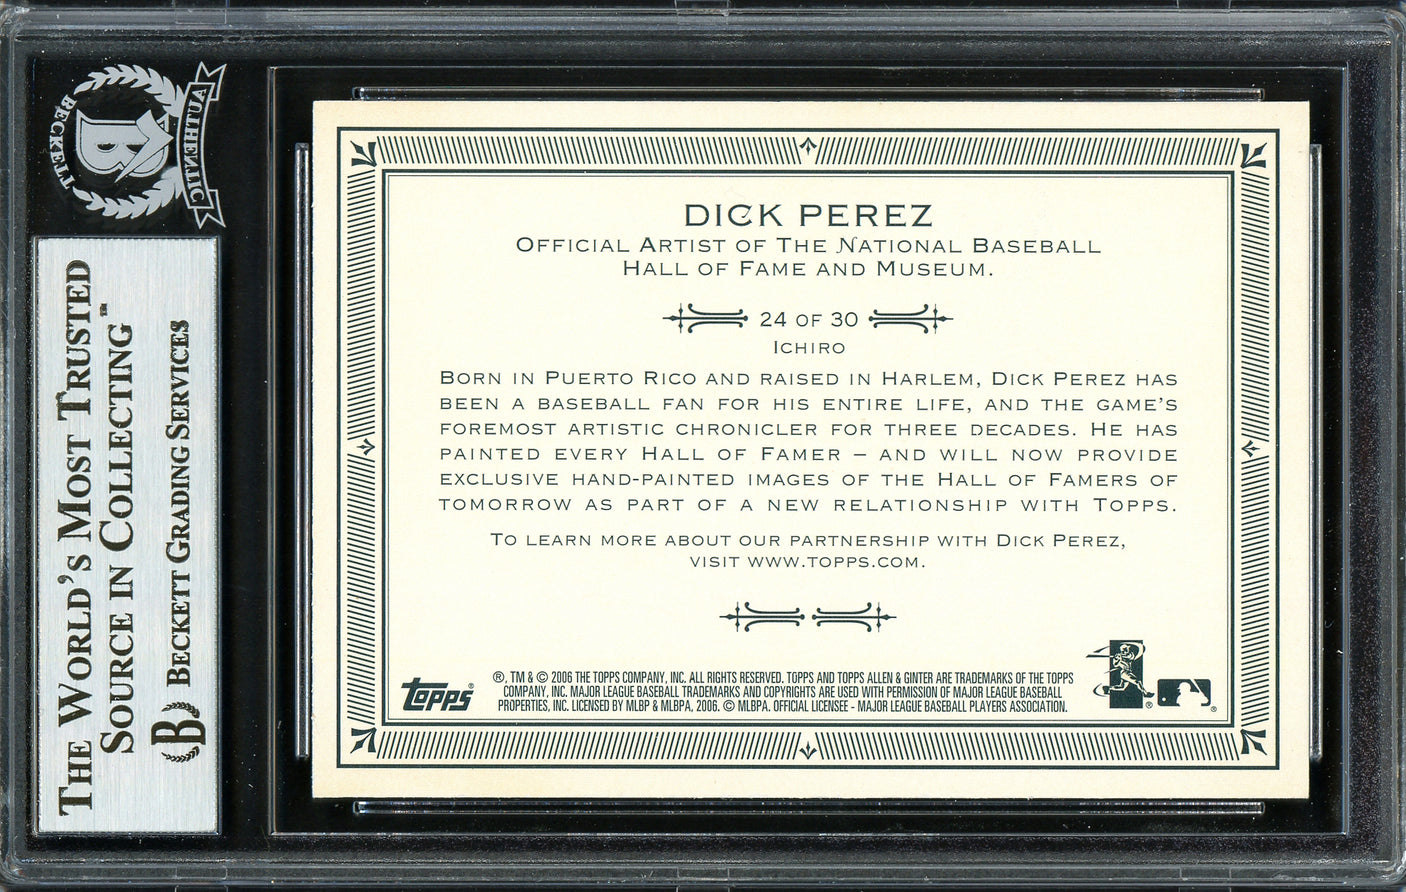 BECKETT
B
AUTHENTIC
THE WORLD'S MOST TRUSTED
SOURCE IN COLLECTING™
B BECKETT GRADING SERVICES
DICK PEREZ
OFFICIAL ARTIST OF THE NATIONAL BASEBALL
HALL OF FAME AND MUSEUM.
24 OF 30
ICHIRO
BORN IN PUERTO RICO AND RAISED IN HARLEM, DICK PEREZ HAS
BEEN A BASEBALL FAN FOR HIS ENTIRE LIFE, AND THE GAME'S
FOREMOST ARTISTIC CHRONICLER FOR THREE DECADES. HE HAS
PAINTED EVERY HALL OF FAMER – AND WILL NOW PROVIDE
EXCLUSIVE HAND-PAINTED IMAGES OF THE HALL OF FAMERS OF
TOMORROW AS PART OF A NEW RELATIONSHIP WITH TOPPS.
TO LEARN MORE ABOUT OUR PARTNERSHIP WITH DICK PEREZ,
VISIT WWW.TOPPS.COM.
topps®
®, TM & © 2006 THE TOPPS COMPANY, INC. ALL RIGHTS RESERVED. TOPPS AND TOPPS ALLEN & GINTER ARE TRADEMARKS OF THE TOPPS
COMPANY, INC. MAJOR LEAGUE BASEBALL TRADEMARKS AND COPYRIGHTS ARE USED WITH PERMISSION OF MAJOR LEAGUE BASEBALL
PROPERTIES, INC. LICENSED BY MLBP & MLBPA, 2006. © MLBPA. OFFICIAL LICENSEE - MAJOR LEAGUE BASEBALL PLAYERS ASSOCIATION.
®
®